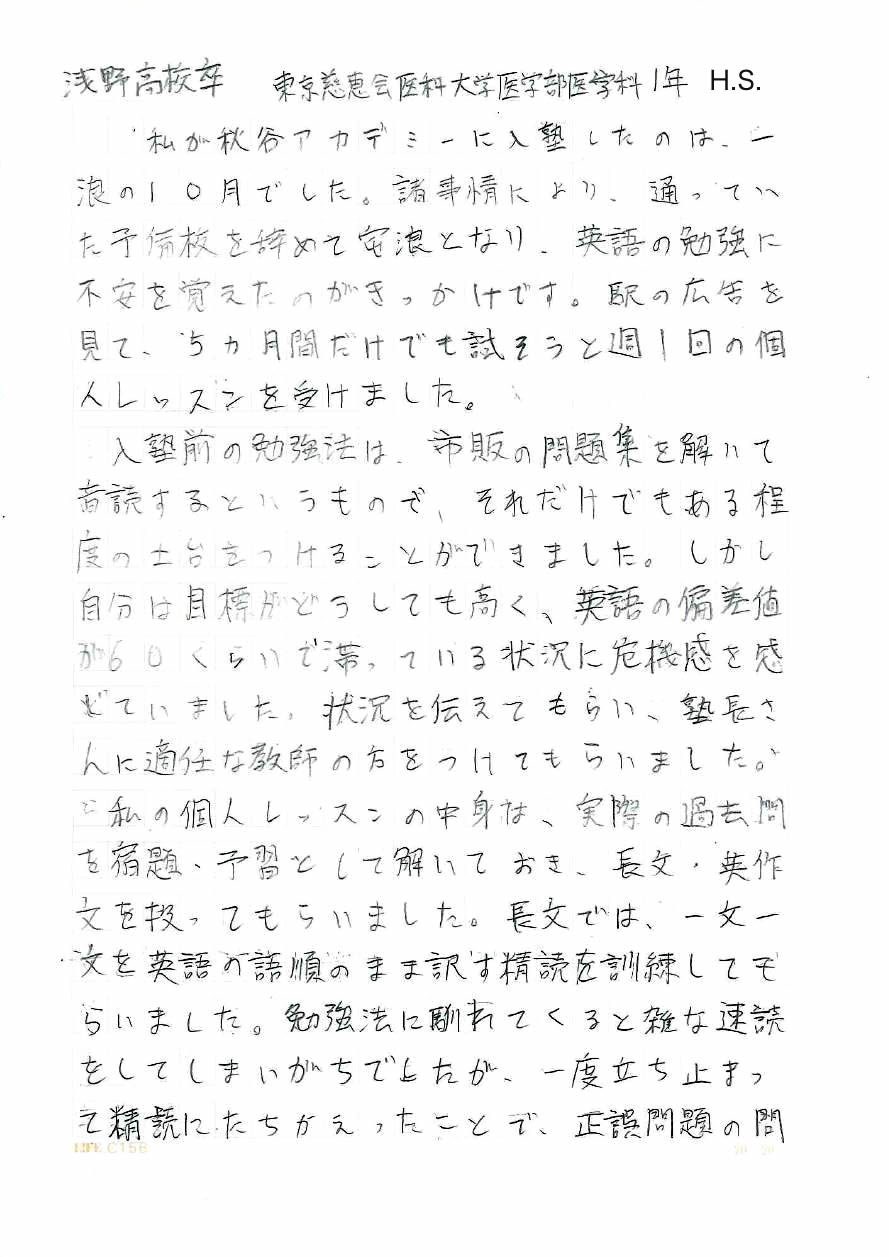 浅野高校卒 東京慈恵会医科大学医学部医学科1年 H.S.
私が秋谷アカデミーに入塾したのは、一
浪の10月でした。諸事情により、通ってい
た予備校を辞めて宅浪となり、英語の勉強に
不安を覚えたのがきっかけです。駅の広告を
見て、5ヵ月間だけでも試そうと週1回の個
人レッスンを受けました。
入塾前の勉強法は、市販の問題集を解いて
音読するというもので、それだけでもある程
度の土台をつけることができました。しかし
自分は目標がどうしても高く、英語の偏差値
が60くらいで滞っている状況に危機感を感
じていました。状況を伝えてもらい、塾長さ
んに適任な教師の方をつけてもらいました。
私の個人レッスンの中身は、実際の過去問
を宿題・予習として解いておき、長文・英作
文を扱ってもらいました。長文では、一文一
文を英語の語順のまま訳す精読を訓練しても
らいました。勉強法に馴れてくると雑な速読
をしてしまいがちでしたが、一度立ち止まっ
て精読にたちかえったことで、正誤問題の問
LIFE C156 20 20